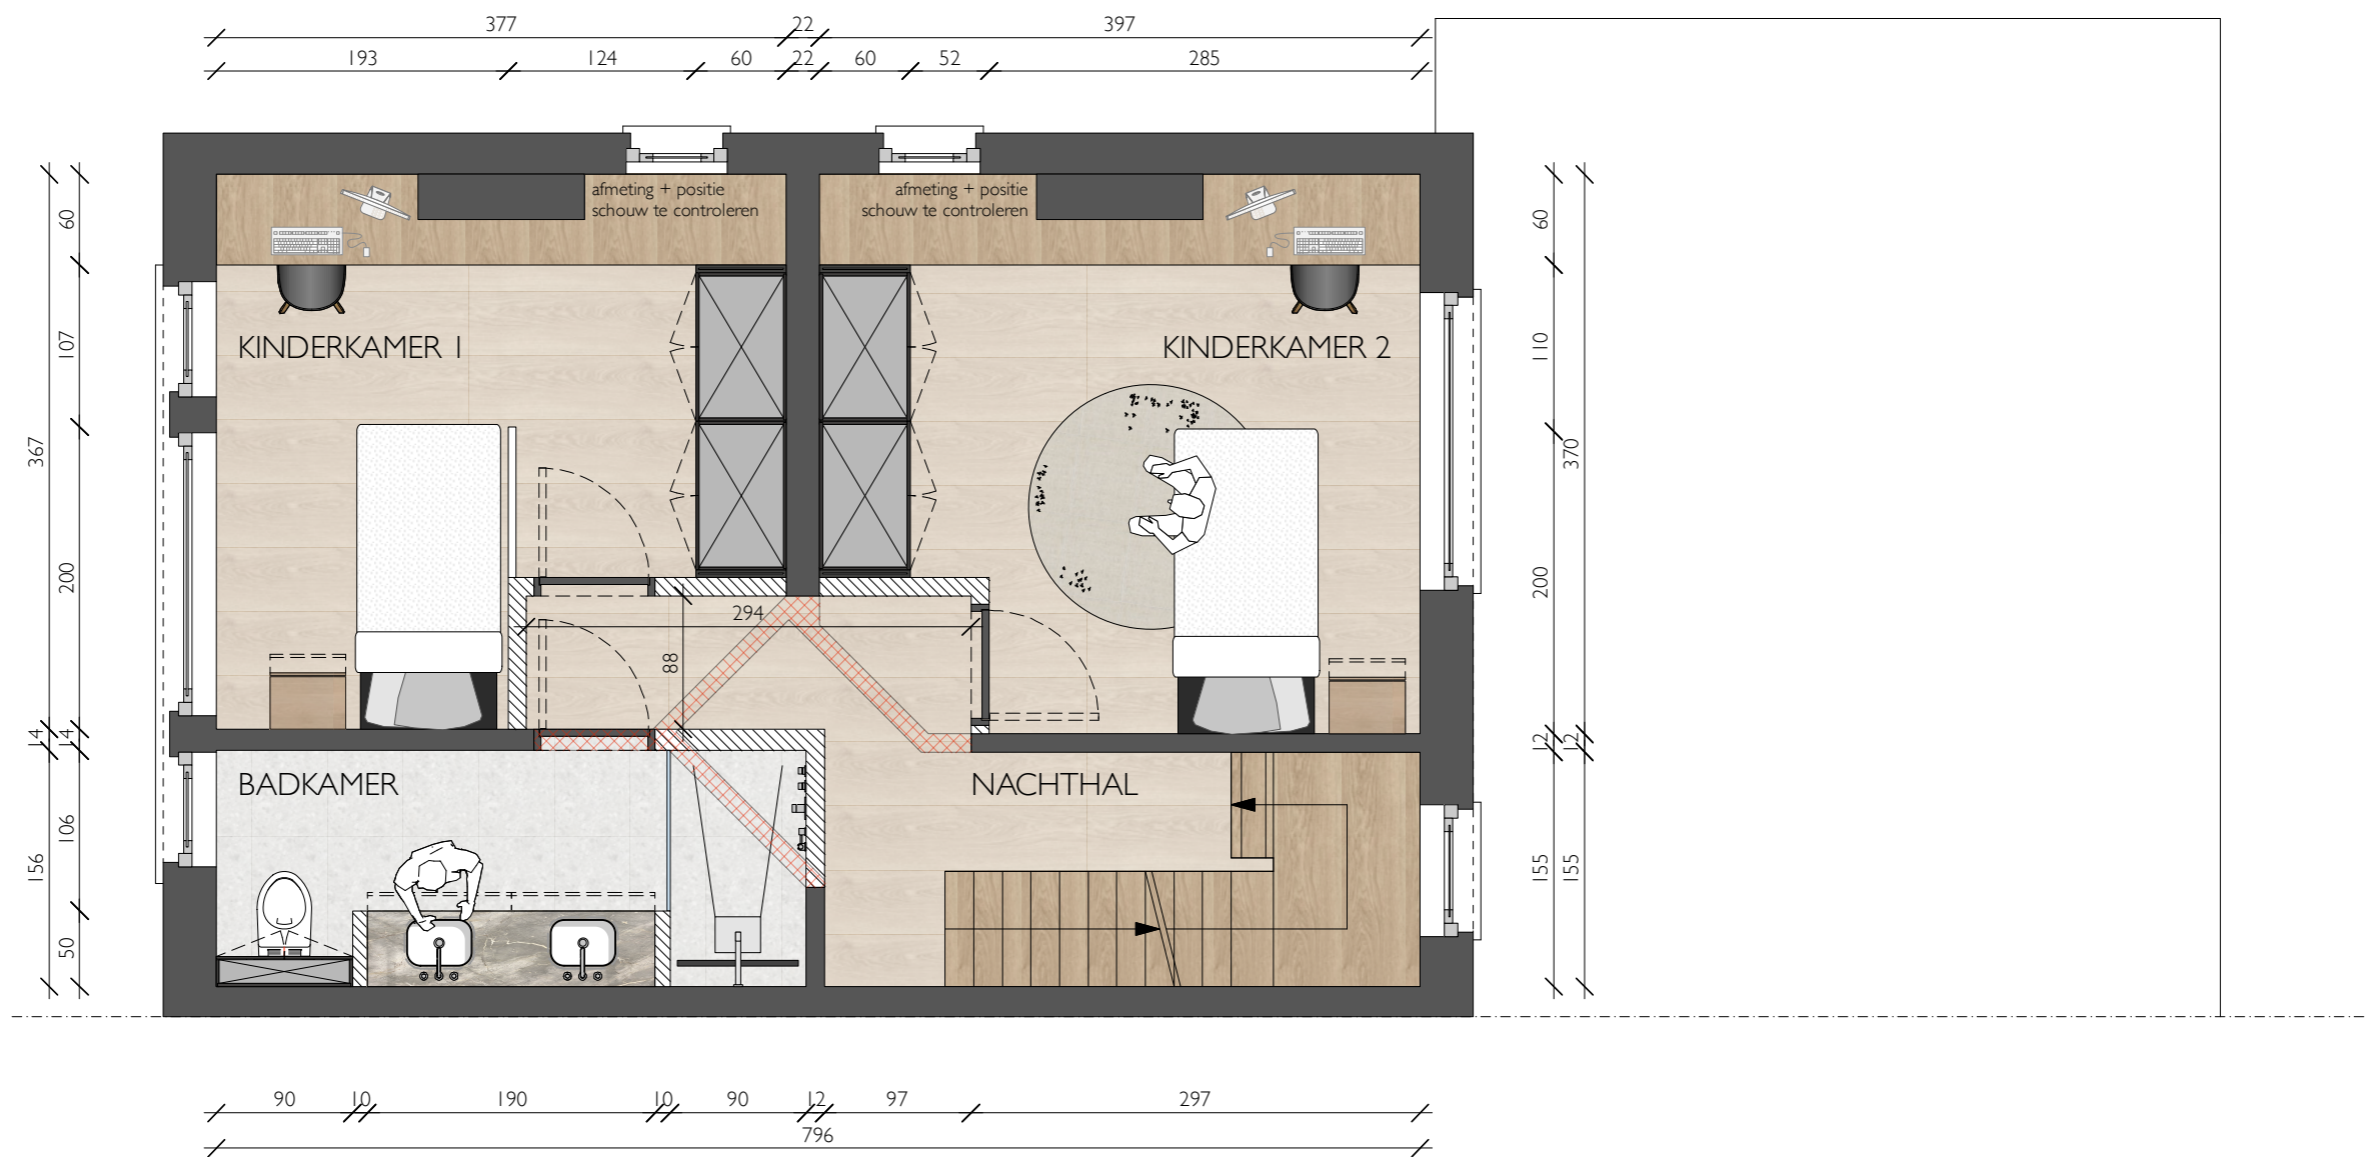 377 22 397
193 124 60 22 60 52 285
afmeting + positie
schouw te controleren
afmeting + positie
schouw te controleren
60
60
KINDERKAMER 1
KINDERKAMER 2
107
110
367
370
200
200
294
88
14
14
12
12
BADKAMER
NACHTHAL
106
156
155
155
50
90 10 190 10 90 12 97 297
796